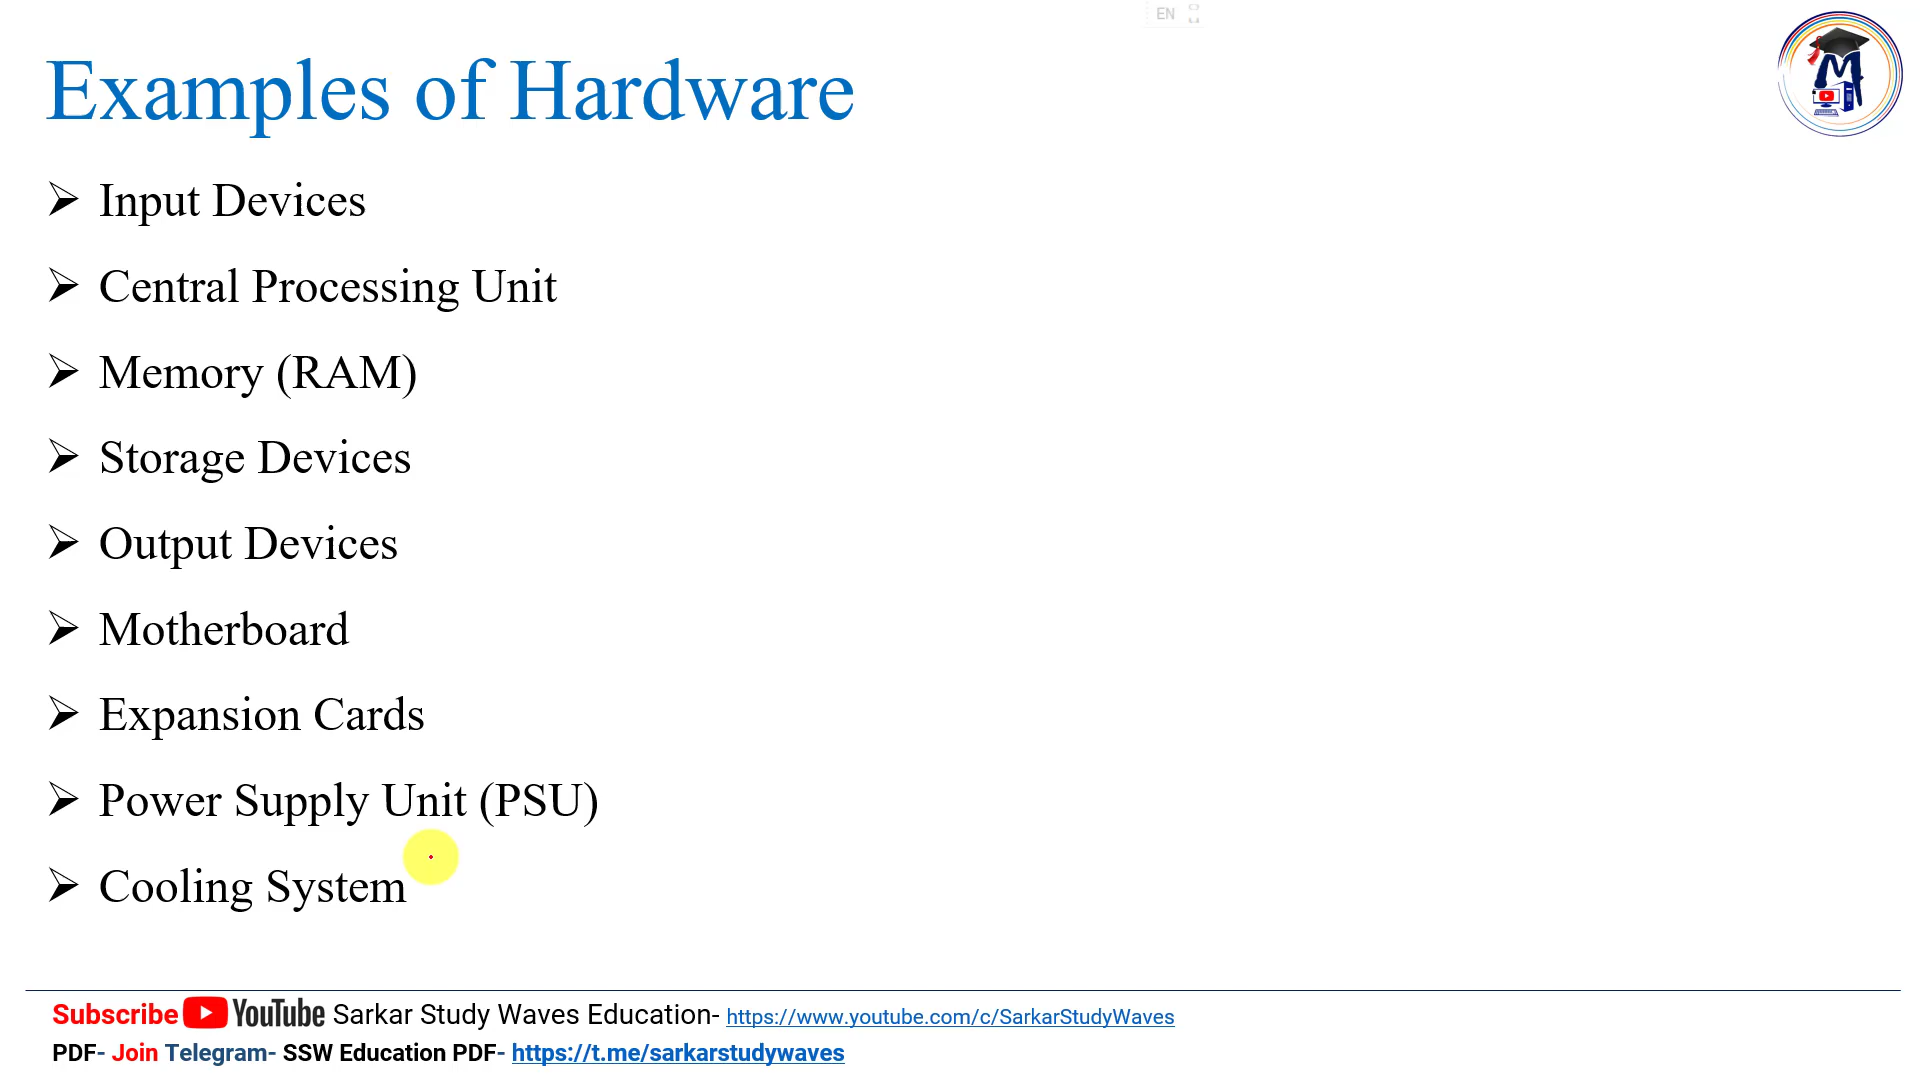 EN
Examples of Hardware
Input Devices
Central Processing Unit
Memory (RAM)
Storage Devices
Output Devices
Motherboard
Expansion Cards
Power Supply Unit (PSU)
Cooling System
Subscribe YouTube Sarkar Study Waves Education- https://www.youtube.com/c/SarkarStudyWaves
PDF- Join Telegram- SSW Education PDF- https://t.me/sarkarstudywaves